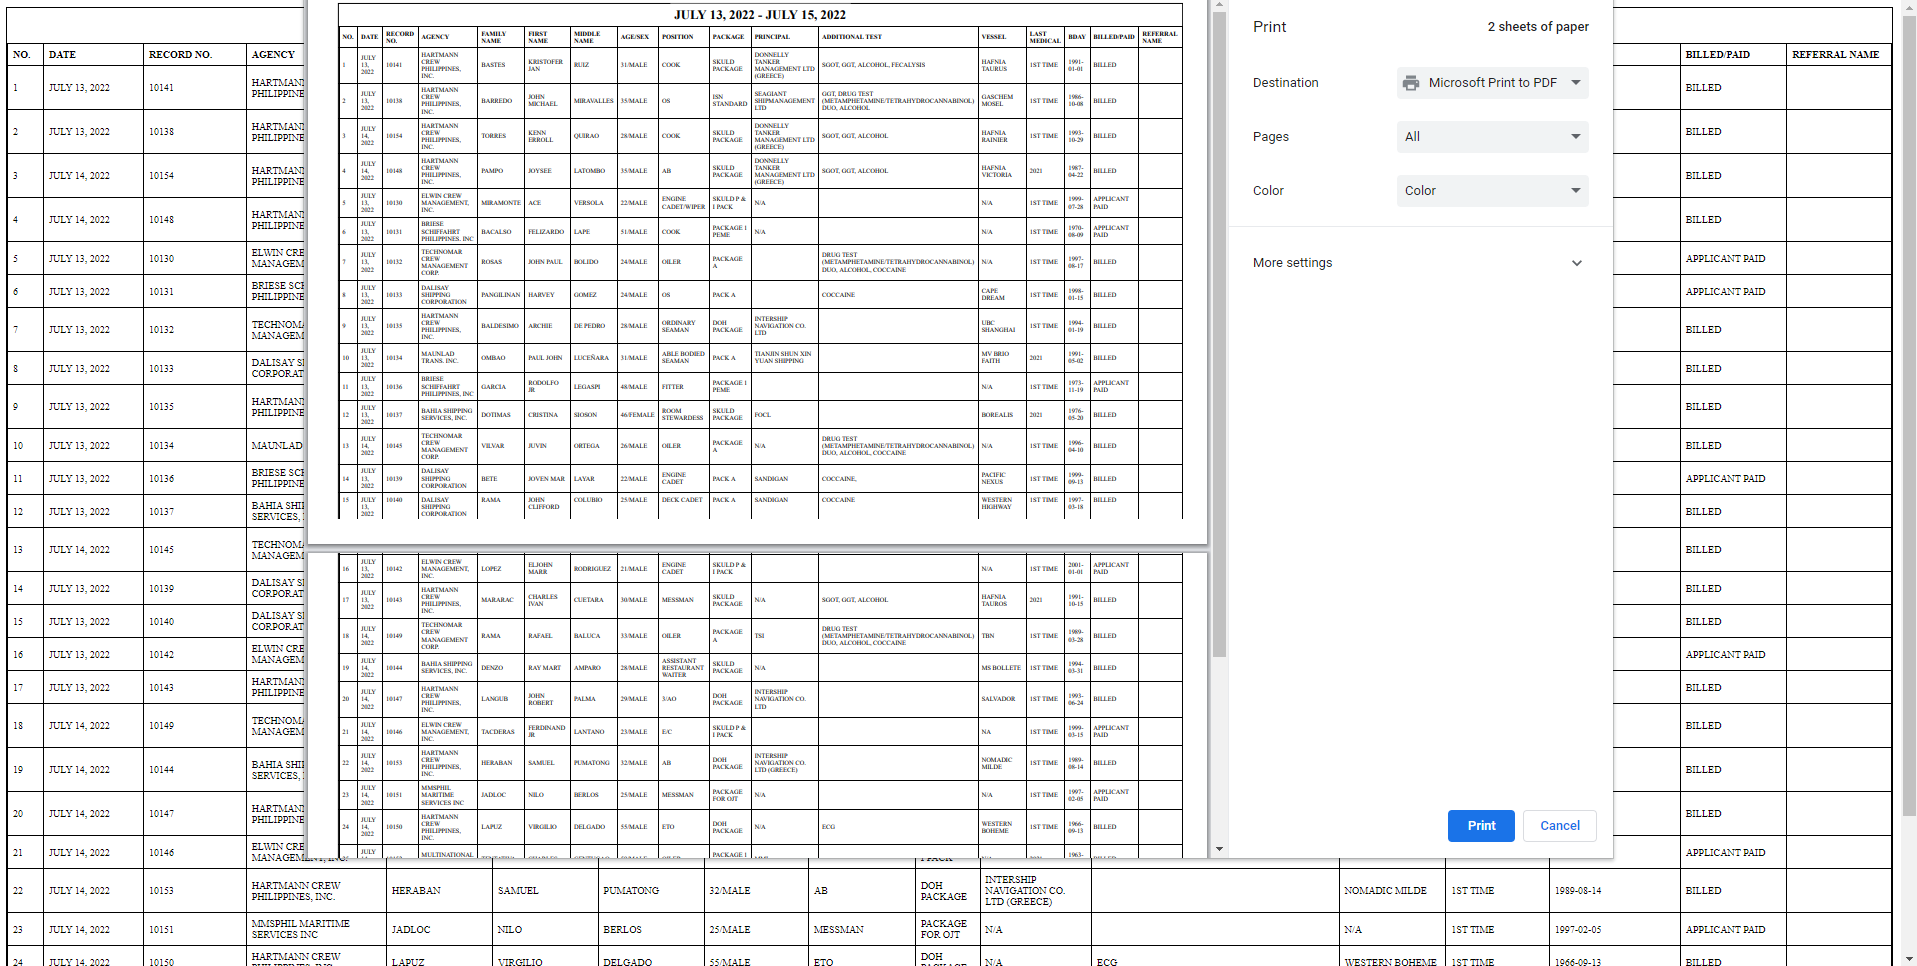 JULY 13, 2022 - JULY 15, 2022
NO. DATE RECORD NO. AGENCY FAMILY NAME FIRST NAME MIDDLE NAME AGE/SEX POSITION PACKAGE PRINCIPAL ADDITIONAL TEST VESSEL LAST MEDICAL BDAY BILLED/PAID REFERRAL NAME
1 JULY 13, 2022 10141 HARTMANN CREW PHILIPPINES, INC. BASTES KRISTOFER JAN RUIZ 31/MALE COOK SKULD PACKAGE DONNELLY TANKER MANAGEMENT LTD (GREECE) SGOT, GGT, ALCOHOL, FECALYSIS HAFNIA TAURUS 1ST TIME 1991-01-01 BILLED
2 JULY 13, 2022 10138 HARTMANN CREW PHILIPPINES, INC. BARREDO JOHN MICHAEL MIRAVALLES 35/MALE OS ISN STANDARD SEAGIANT SHIPMANAGEMENT LTD GGT, DRUG TEST (METAMPHETAMINE/TETRAHYDROCANNABINOL) DUO, ALCOHOL GASCHEM MOSEL 1ST TIME 1986-10-08 BILLED
3 JULY 14, 2022 10154 HARTMANN CREW PHILIPPINES, INC. TORRES KENN ERROLL QUIRAO 28/MALE COOK SKULD PACKAGE DONNELLY TANKER MANAGEMENT LTD (GREECE) SGOT, GGT, ALCOHOL HAFNIA RAINIER 1ST TIME 1993-10-29 BILLED
4 JULY 14, 2022 10148 HARTMANN CREW PHILIPPINES, INC. PAMPO JOYSEE LATOMBO 35/MALE AB SKULD PACKAGE DONNELLY TANKER MANAGEMENT LTD (GREECE) SGOT, GGT, ALCOHOL HAFNIA VICTORIA 2021 1987-04-22 BILLED
5 JULY 13, 2022 10130 ELWIN CREW MANAGEMENT, INC. MIRAMONTE ACE VERSOLA 22/MALE ENGINE CADET/WIPER SKULD P & I PACK N/A N/A 1ST TIME 1999-07-28 APPLICANT PAID
6 JULY 13, 2022 10131 BRIESE SCHIFFAHRT PHILIPPINES, INC BACALSO FELIZARDO LAPE 51/MALE COOK PACKAGE 1 PEME N/A N/A 1ST TIME 1970-08-09 APPLICANT PAID
7 JULY 13, 2022 10132 TECHNOMAR CREW MANAGEMENT CORP. ROSAS JOHN PAUL BOLIDO 24/MALE OILER PACKAGE A DRUG TEST (METAMPHETAMINE/TETRAHYDROCANNABINOL) DUO, ALCOHOL, COCCAINE N/A 1ST TIME 1997-08-17 BILLED
8 JULY 13, 2022 10133 DALISAY SHIPPING CORPORATION PANGILINAN HARVEY GOMEZ 24/MALE OS PACK A COCCAINE CAPE DREAM 1ST TIME 1998-01-15 BILLED
9 JULY 13, 2022 10135 HARTMANN CREW PHILIPPINES, INC. BALDESIMO ARCHIE DE PEDRO 28/MALE ORDINARY SEAMAN DOH PACKAGE INTERSHIP NAVIGATION CO. LTD UBC SHANGHAI 1ST TIME 1994-01-19 BILLED
10 JULY 13, 2022 10134 MAUNLAD TRANS. INC. OMBAO PAUL JOHN LUCEÑARA 31/MALE ABLE BODIED SEAMAN PACK A TIANJIN SHUN XIN YUAN SHIPPING MV BRIO FAITH 2021 1991-05-02 BILLED
11 JULY 13, 2022 10136 BRIESE SCHIFFAHRT PHILIPPINES, INC GARCIA RODOLFO JR LEGASPI 48/MALE FITTER PACKAGE 1 PEME N/A 1ST TIME 1973-11-19 APPLICANT PAID
12 JULY 13, 2022 10137 BAHIA SHIPPING SERVICES, INC. DOTIMAS CRISTINA SIOSON 46/FEMALE ROOM STEWARDESS SKULD PACKAGE FOCL BOREALIS 2021 1976-05-20 BILLED
13 JULY 14, 2022 10145 TECHNOMAR CREW MANAGEMENT CORP. VILVAR JUVIN ORTEGA 26/MALE OILER PACKAGE A N/A DRUG TEST (METAMPHETAMINE/TETRAHYDROCANNABINOL) DUO, ALCOHOL, COCCAINE N/A 1ST TIME 1996-04-10 BILLED
14 JULY 13, 2022 10139 DALISAY SHIPPING CORPORATION BETE JOVEN MAR LAYAR 22/MALE ENGINE CADET PACK A SANDIGAN COCCAINE, PACIFIC NEXUS 1ST TIME 1999-09-13 BILLED
15 JULY 13, 2022 10140 DALISAY SHIPPING CORPORATION RAMA JOHN CLIFFORD COLUBIO 25/MALE DECK CADET PACK A SANDIGAN COCCAINE WESTERN HIGHWAY 1ST TIME 1997-03-18 BILLED
16 JULY 13, 2022 10142 ELWIN CREW MANAGEMENT, INC. LOPEZ ELJOHN MARR RODRIGUEZ 21/MALE ENGINE CADET SKULD P & I PACK N/A 1ST TIME 2001-01-01 APPLICANT PAID
17 JULY 13, 2022 10143 HARTMANN CREW PHILIPPINES, INC. MARARAC CHARLES IVAN CUETARA 30/MALE MESSMAN SKULD PACKAGE N/A SGOT, GGT, ALCOHOL HAFNIA TAUROS 2021 1991-10-15 BILLED
18 JULY 14, 2022 10149 TECHNOMAR CREW MANAGEMENT CORP. RAMA RAFAEL BALUCA 33/MALE OILER PACKAGE A TSI DRUG TEST (METAMPHETAMINE/TETRAHYDROCANNABINOL) DUO, ALCOHOL, COCCAINE TBN 1ST TIME 1989-03-28 BILLED
19 JULY 14, 2022 10144 BAHIA SHIPPING SERVICES, INC. DENZO RAY MART AMPARO 28/MALE ASSISTANT RESTAURANT WAITER SKULD PACKAGE N/A MS BOLLETE 1ST TIME 1994-03-31 BILLED
20 JULY 14, 2022 10147 HARTMANN CREW PHILIPPINES, INC. LANGUB JOHN ROBERT PALMA 29/MALE 3/AO DOH PACKAGE INTERSHIP NAVIGATION CO. LTD SALVADOR 1ST TIME 1993-06-24 BILLED
21 JULY 14, 2022 10146 ELWIN CREW MANAGEMENT, INC. TACDERAS FERDINAND JR LANTANO 23/MALE E/C SKULD P & I PACK NA 1ST TIME 1999-03-15 APPLICANT PAID
22 JULY 14, 2022 10153 HARTMANN CREW PHILIPPINES, INC. HERABAN SAMUEL PUMATONG 32/MALE AB DOH PACKAGE INTERSHIP NAVIGATION CO. LTD (GREECE) NOMADIC MILDE 1ST TIME 1989-08-14 BILLED
23 JULY 14, 2022 10151 MMSPHIL MARITIME SERVICES INC JADLOC NILO BERLOS 25/MALE MESSMAN PACKAGE FOR OJT N/A N/A 1ST TIME 1997-02-05 APPLICANT PAID
24 JULY 14, 2022 10150 HARTMANN CREW PHILIPPINES, INC. LAPUZ VIRGILIO DELGADO 55/MALE ETO DOH PACKAGE N/A ECG WESTERN BOHEME 1ST TIME 1966-09-13 BILLED
JULY MULTINATIONAL PACKAGE 1 1963-
Print
2 sheets of paper
Destination
Microsoft Print to PDF
Pages
All
Color
Color
More settings
Print
Cancel